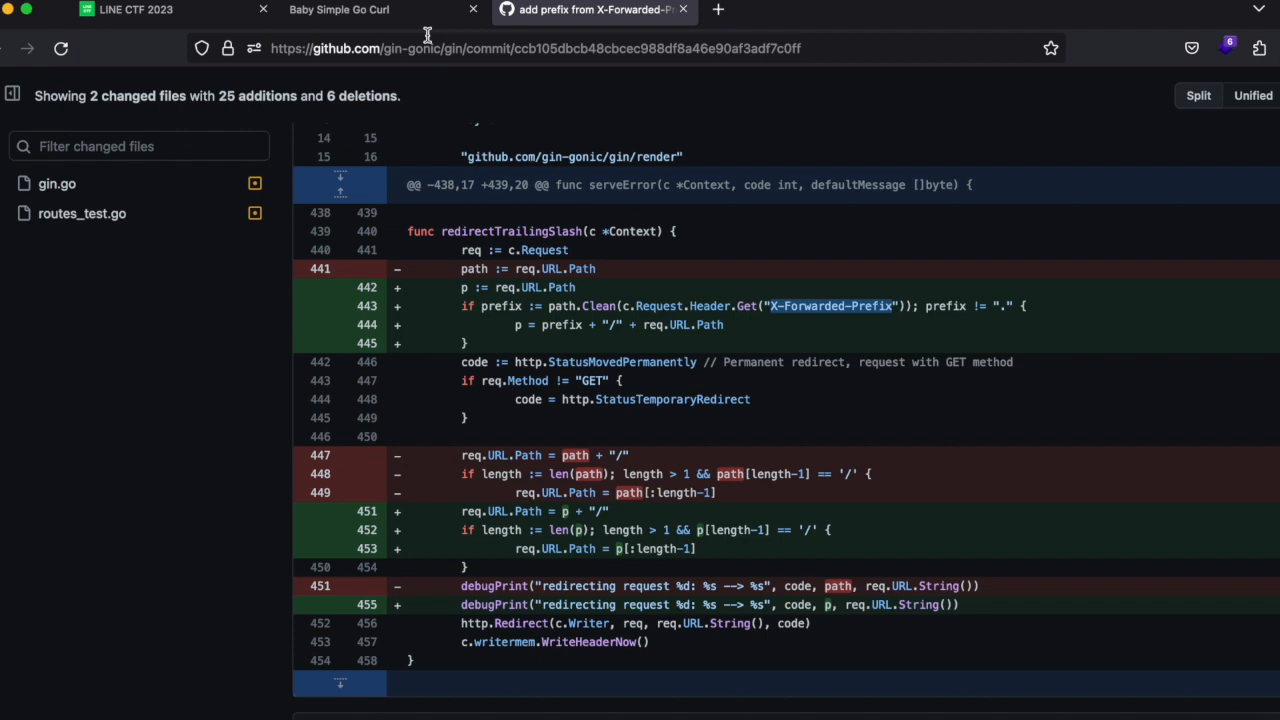 LINE CTF 2023
Baby Simple Go Curl
add prefix from X-Forwarded-Pr
6
https://github.com/gin-gonic/gin/commit/ccb105dbcb48cbcec988df8a46e90af3adf7c0ff
Showing 2 changed files with 25 additions and 6 deletions.
Split
Unified
Filter changed files
gin.go
routes_test.go
14 15
15 16 "github.com/gin-gonic/gin/render"
@@ -438,17 +439,20 @@ func serveError(c *Context, code int, defaultMessage []byte) {
438 439
439 440 func redirectTrailingSlash(c *Context) {
440 441 req := c.Request
441 - path := req.URL.Path
442 + p := req.URL.Path
443 + if prefix := path.Clean(c.Request.Header.Get("X-Forwarded-Prefix")); prefix != "." {
444 + p = prefix + "/" + req.URL.Path
445 + }
442 446 code := http.StatusMovedPermanently // Permanent redirect, request with GET method
443 447 if req.Method != "GET" {
444 448 code = http.StatusTemporaryRedirect
445 449 }
446 450
447 - req.URL.Path = path + "/"
448 - if length := len(path); length > 1 && path[length-1] == '/' {
449 - req.URL.Path = path[:length-1]
451 + req.URL.Path = p + "/"
452 + if length := len(p); length > 1 && p[length-1] == '/' {
453 + req.URL.Path = p[:length-1]
450 454 }
451 - debugPrint("redirecting request %d: %s --> %s", code, path, req.URL.String())
455 + debugPrint("redirecting request %d: %s --> %s", code, p, req.URL.String())
452 456 http.Redirect(c.Writer, req, req.URL.String(), code)
453 457 c.writermem.WriteHeaderNow()
454 458 }